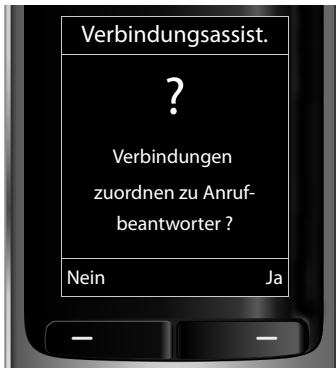 Verbindungsassist.
?
Verbindungen
zuordnen zu Anruf-
beantworter ?
Nein Ja